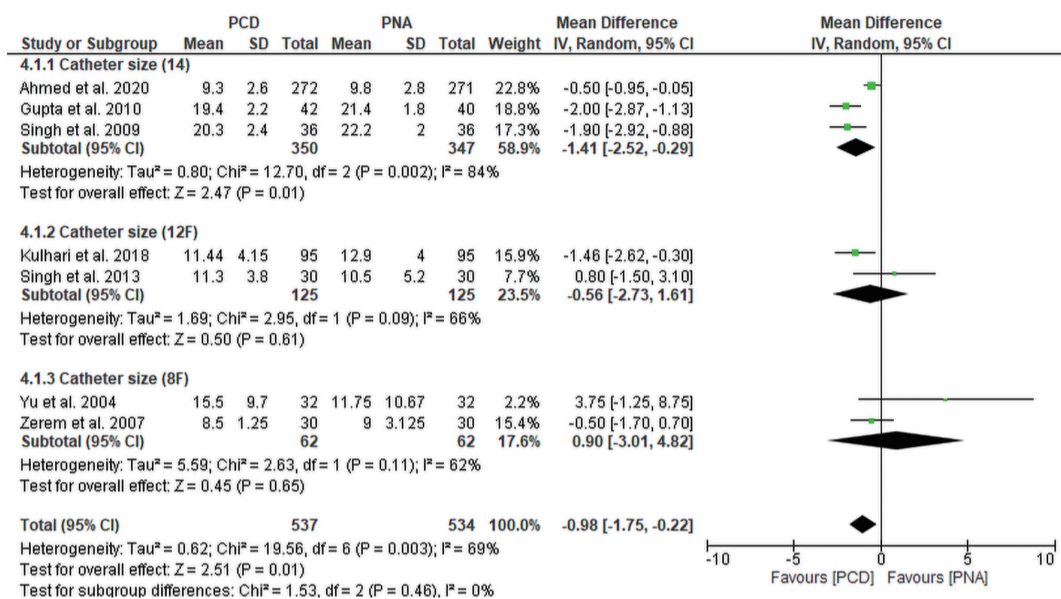 PCD PNA Mean Difference Mean Difference
Study or Subgroup Mean SD Total Mean SD Total Weight IV, Random, 95% CI IV, Random, 95% CI
4.1.1 Catheter size (14)
Ahmed et al. 2020 9.3 2.6 272 9.8 2.8 271 22.8% -0.50 [-0.95, -0.05]
Gupta et al. 2010 19.4 2.2 42 21.4 1.8 40 18.8% -2.00 [-2.87, -1.13]
Singh et al. 2009 20.3 2.4 36 22.2 2 36 17.3% -1.90 [-2.92, -0.88]
Subtotal (95% CI) 350 347 58.9% -1.41 [-2.52, -0.29]
Heterogeneity: Tau² = 0.80; Chi² = 12.70, df = 2 (P = 0.002); I² = 84%
Test for overall effect: Z = 2.47 (P = 0.01)
4.1.2 Catheter size (12F)
Kulhari et al. 2018 11.44 4.15 95 12.9 4 95 15.9% -1.46 [-2.62, -0.30]
Singh et al. 2013 11.3 3.8 30 10.5 5.2 30 7.7% 0.80 [-1.50, 3.10]
Subtotal (95% CI) 125 125 23.5% -0.56 [-2.73, 1.61]
Heterogeneity: Tau² = 1.69; Chi² = 2.95, df = 1 (P = 0.09); I² = 66%
Test for overall effect: Z = 0.50 (P = 0.61)
4.1.3 Catheter size (8F)
Yu et al. 2004 15.5 9.7 32 11.75 10.67 32 2.2% 3.75 [-1.25, 8.75]
Zerem et al. 2007 8.5 1.25 30 9 3.125 30 15.4% -0.50 [-1.70, 0.70]
Subtotal (95% CI) 62 62 17.6% 0.90 [-3.01, 4.82]
Heterogeneity: Tau² = 5.59; Chi² = 2.63, df = 1 (P = 0.11); I² = 62%
Test for overall effect: Z = 0.45 (P = 0.65)
Total (95% CI) 537 534 100.0% -0.98 [-1.75, -0.22]
Heterogeneity: Tau² = 0.62; Chi² = 19.56, df = 6 (P = 0.003); I² = 69%
Test for overall effect: Z = 2.51 (P = 0.01)
Test for subgroup differences: Chi² = 1.53, df = 2 (P = 0.46), I² = 0%
-10 -5 0 5 10
Favours [PCD] Favours [PNA]